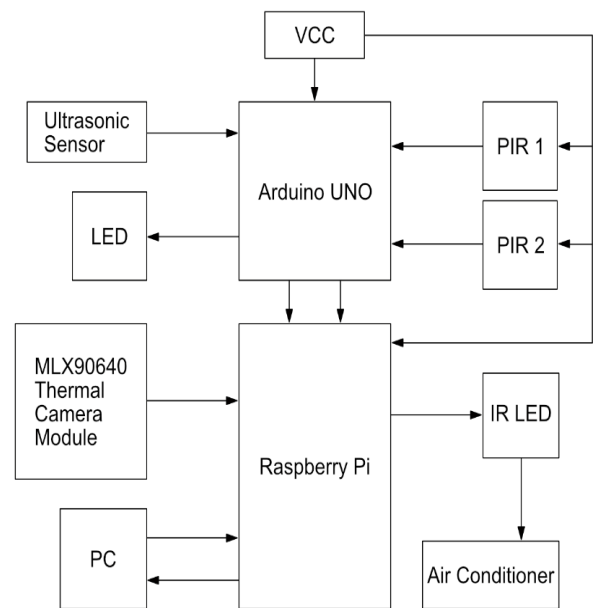 VCC
Ultrasonic
Sensor
Arduino UNO
PIR 1
LED
PIR 2
MLX90640
Thermal
Camera
Module
Raspberry Pi
IR LED
PC
Air Conditioner